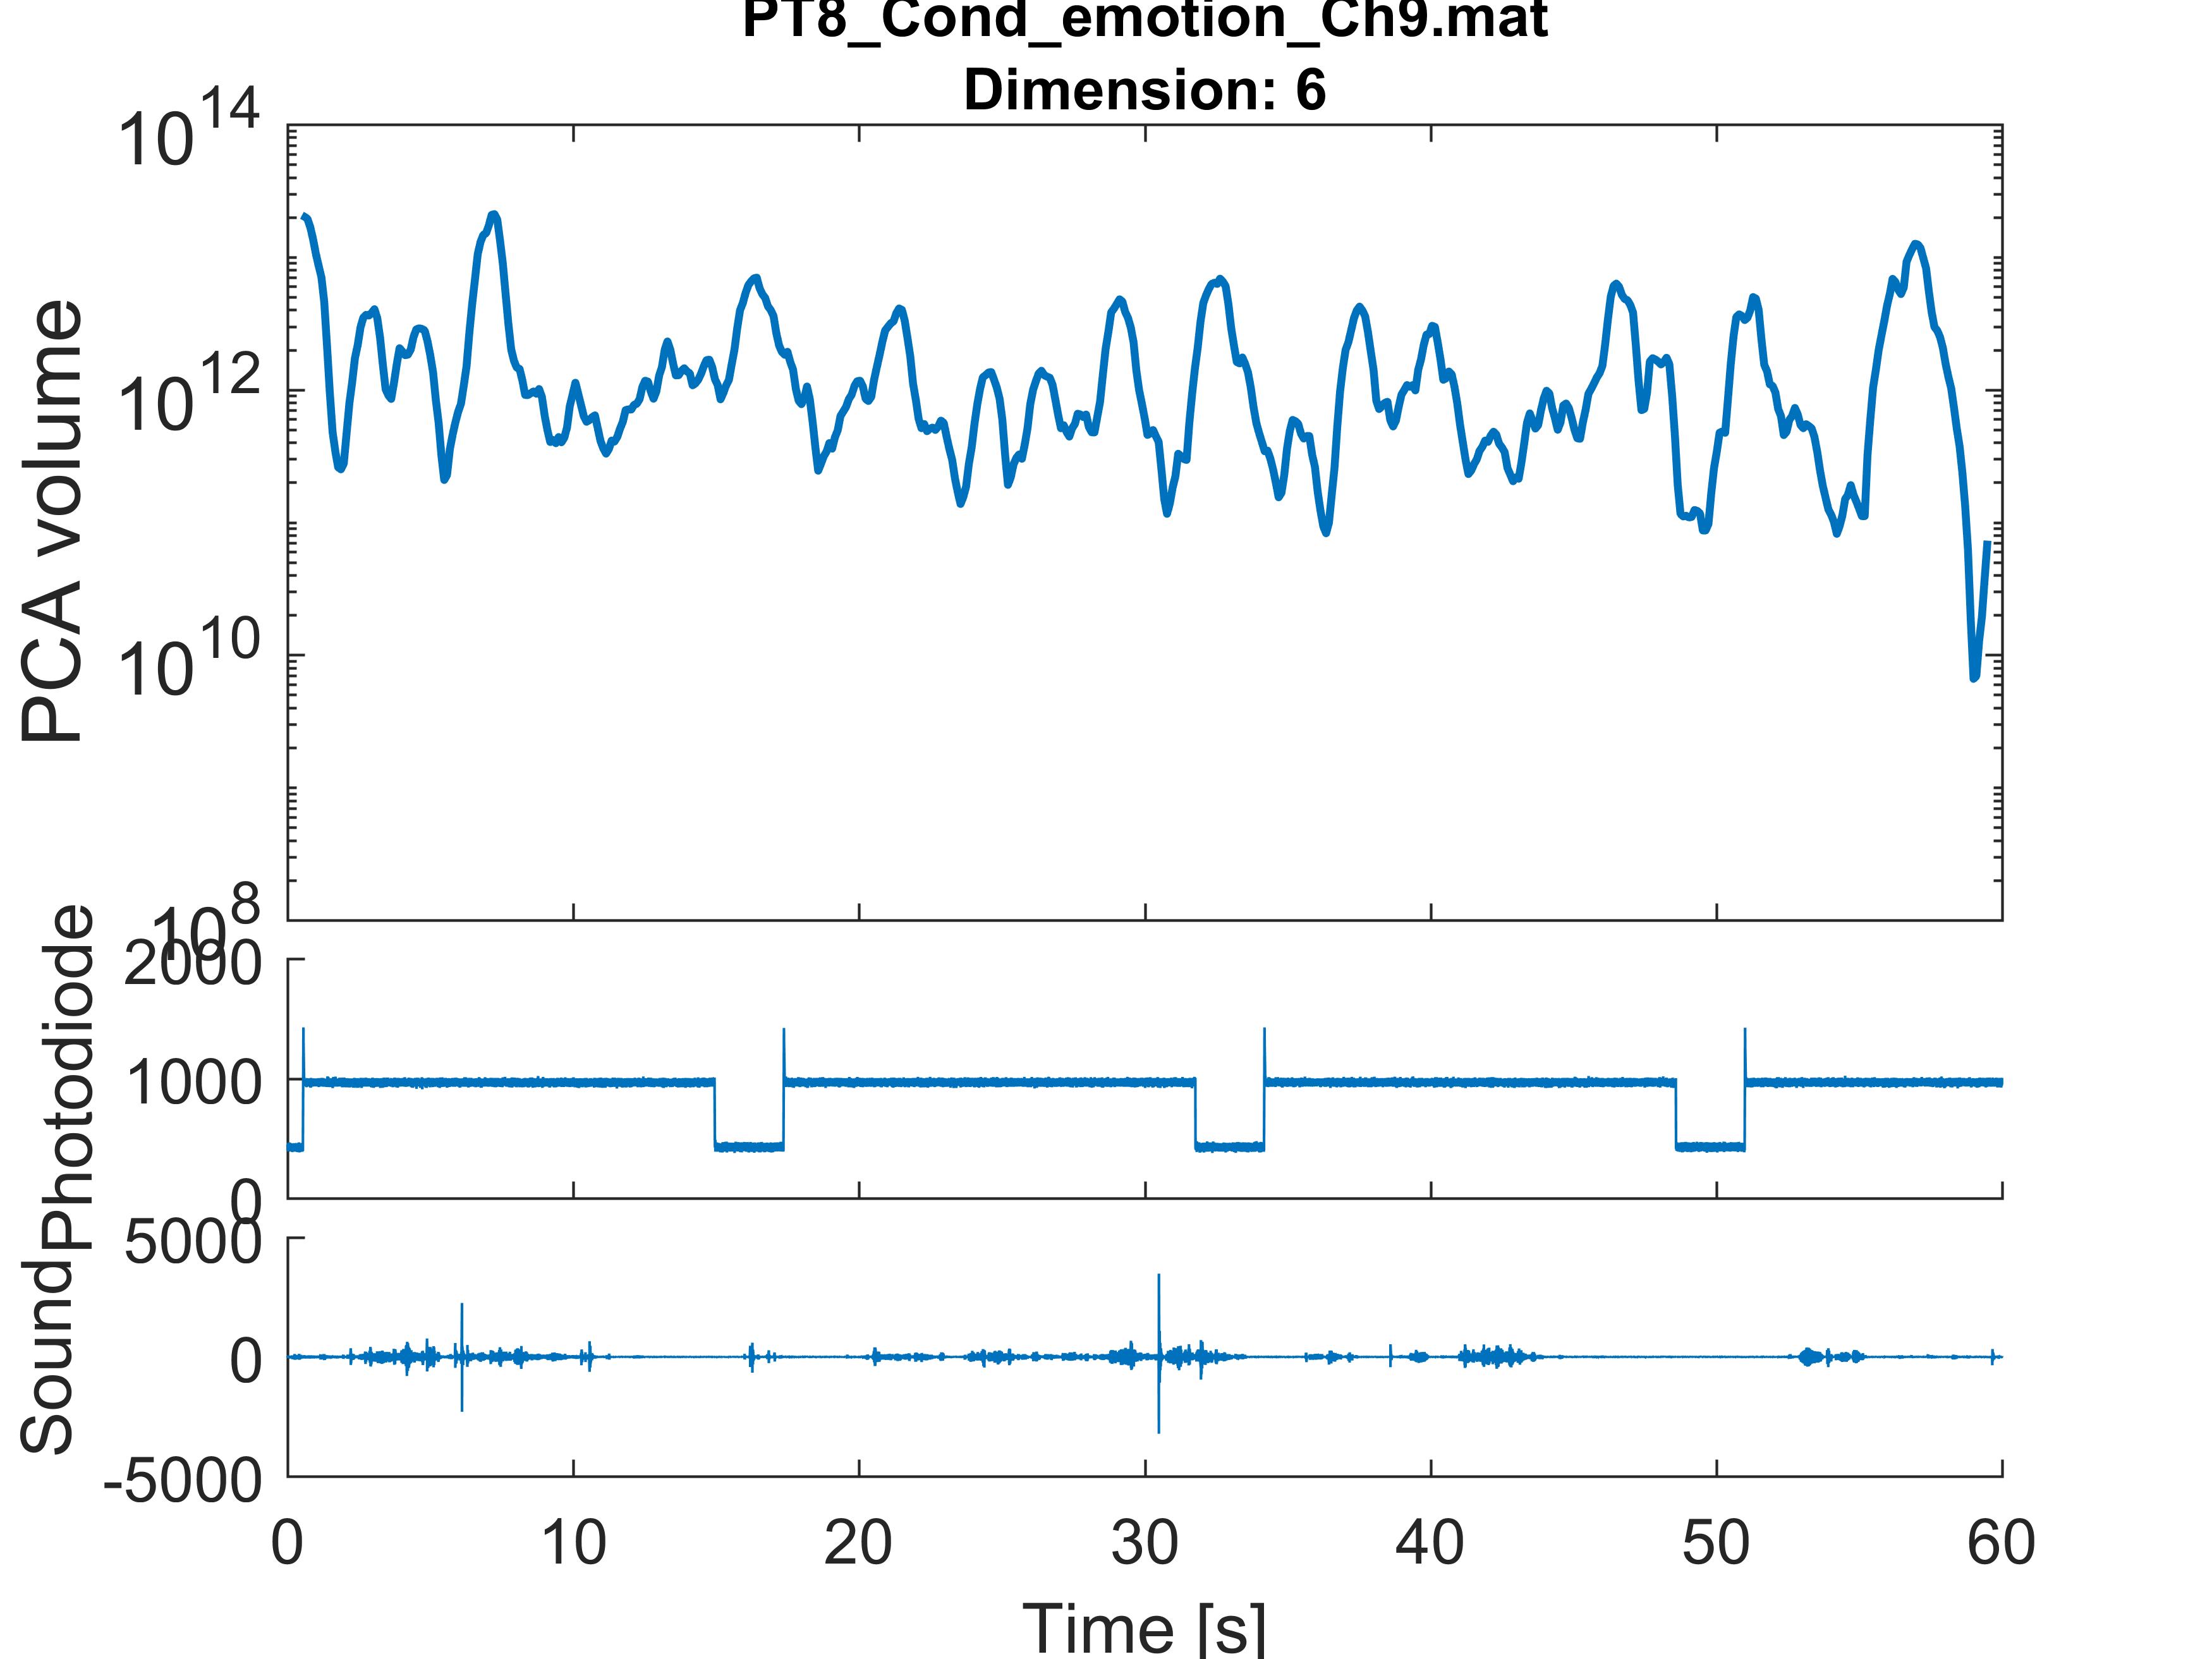 PT8_Cond_emotion_Ch9.mat
Dimension: 6
10^14
10^12
10^10
10^8
PCA volume
2000
1000
0
Photodiode
5000
0
-5000
Sound
0 10 20 30 40 50 60
Time [s]